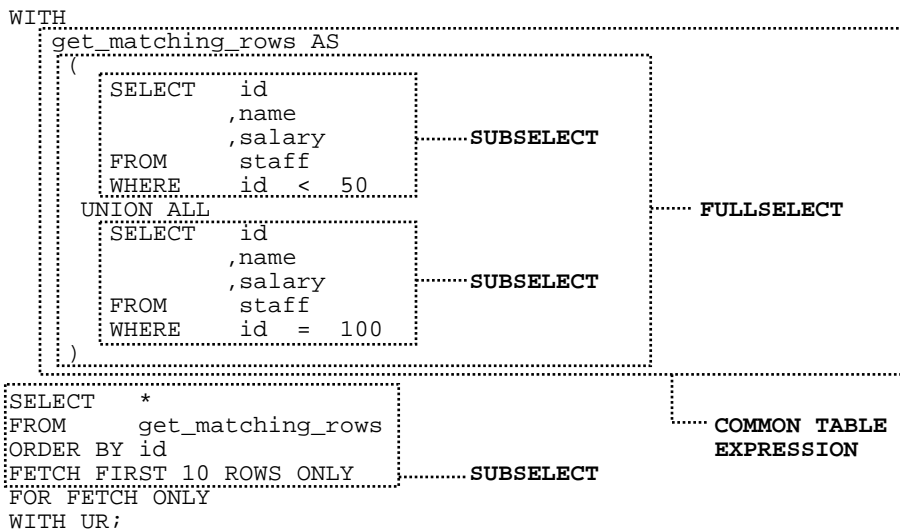 WITH
get_matching_rows AS
(
SELECT id
,name
,salary
SUBSELECT
FROM staff
WHERE id < 50
UNION ALL
FULLSELECT
SELECT id
,name
,salary
SUBSELECT
FROM staff
WHERE id = 100
)
SELECT *
FROM get_matching_rows
ORDER BY id
FETCH FIRST 10 ROWS ONLY
COMMON TABLE
EXPRESSION
SUBSELECT
FOR FETCH ONLY
WITH UR;